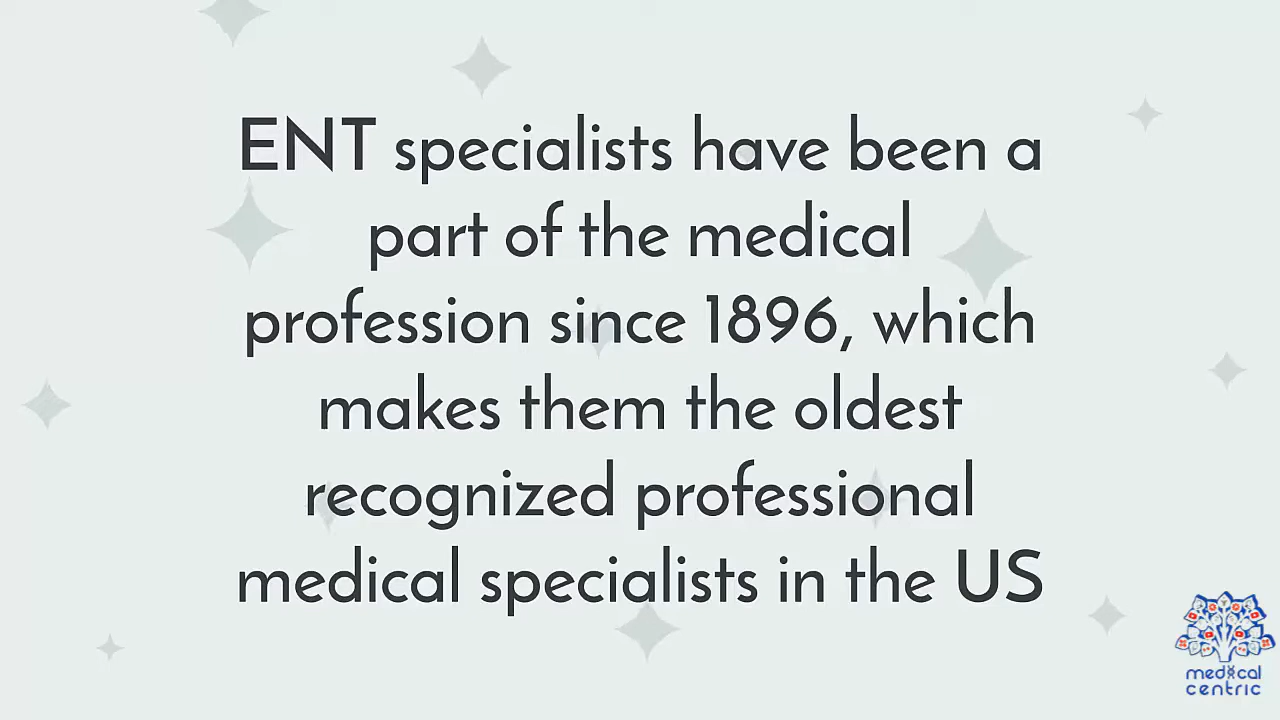 ENT specialists have been a
part of the medical
profession since 1896, which
makes them the oldest
recognized professional
medical specialists in the US
medical
centric